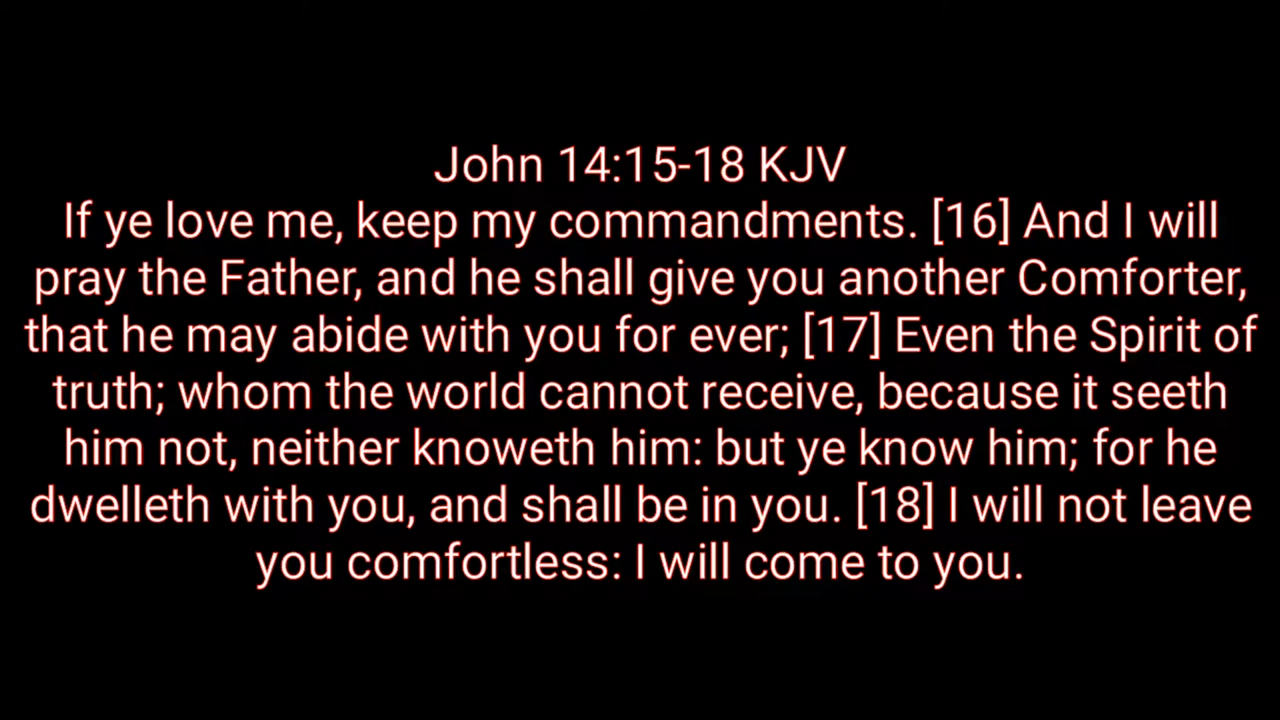 John 14:15-18 KJV
If ye love me, keep my commandments. [16] And I will
pray the Father, and he shall give you another Comforter,
that he may abide with you for ever; [17] Even the Spirit of
truth; whom the world cannot receive, because it seeth
him not, neither knoweth him: but ye know him; for he
dwelleth with you, and shall be in you. [18] I will not leave
you comfortless: I will come to you.